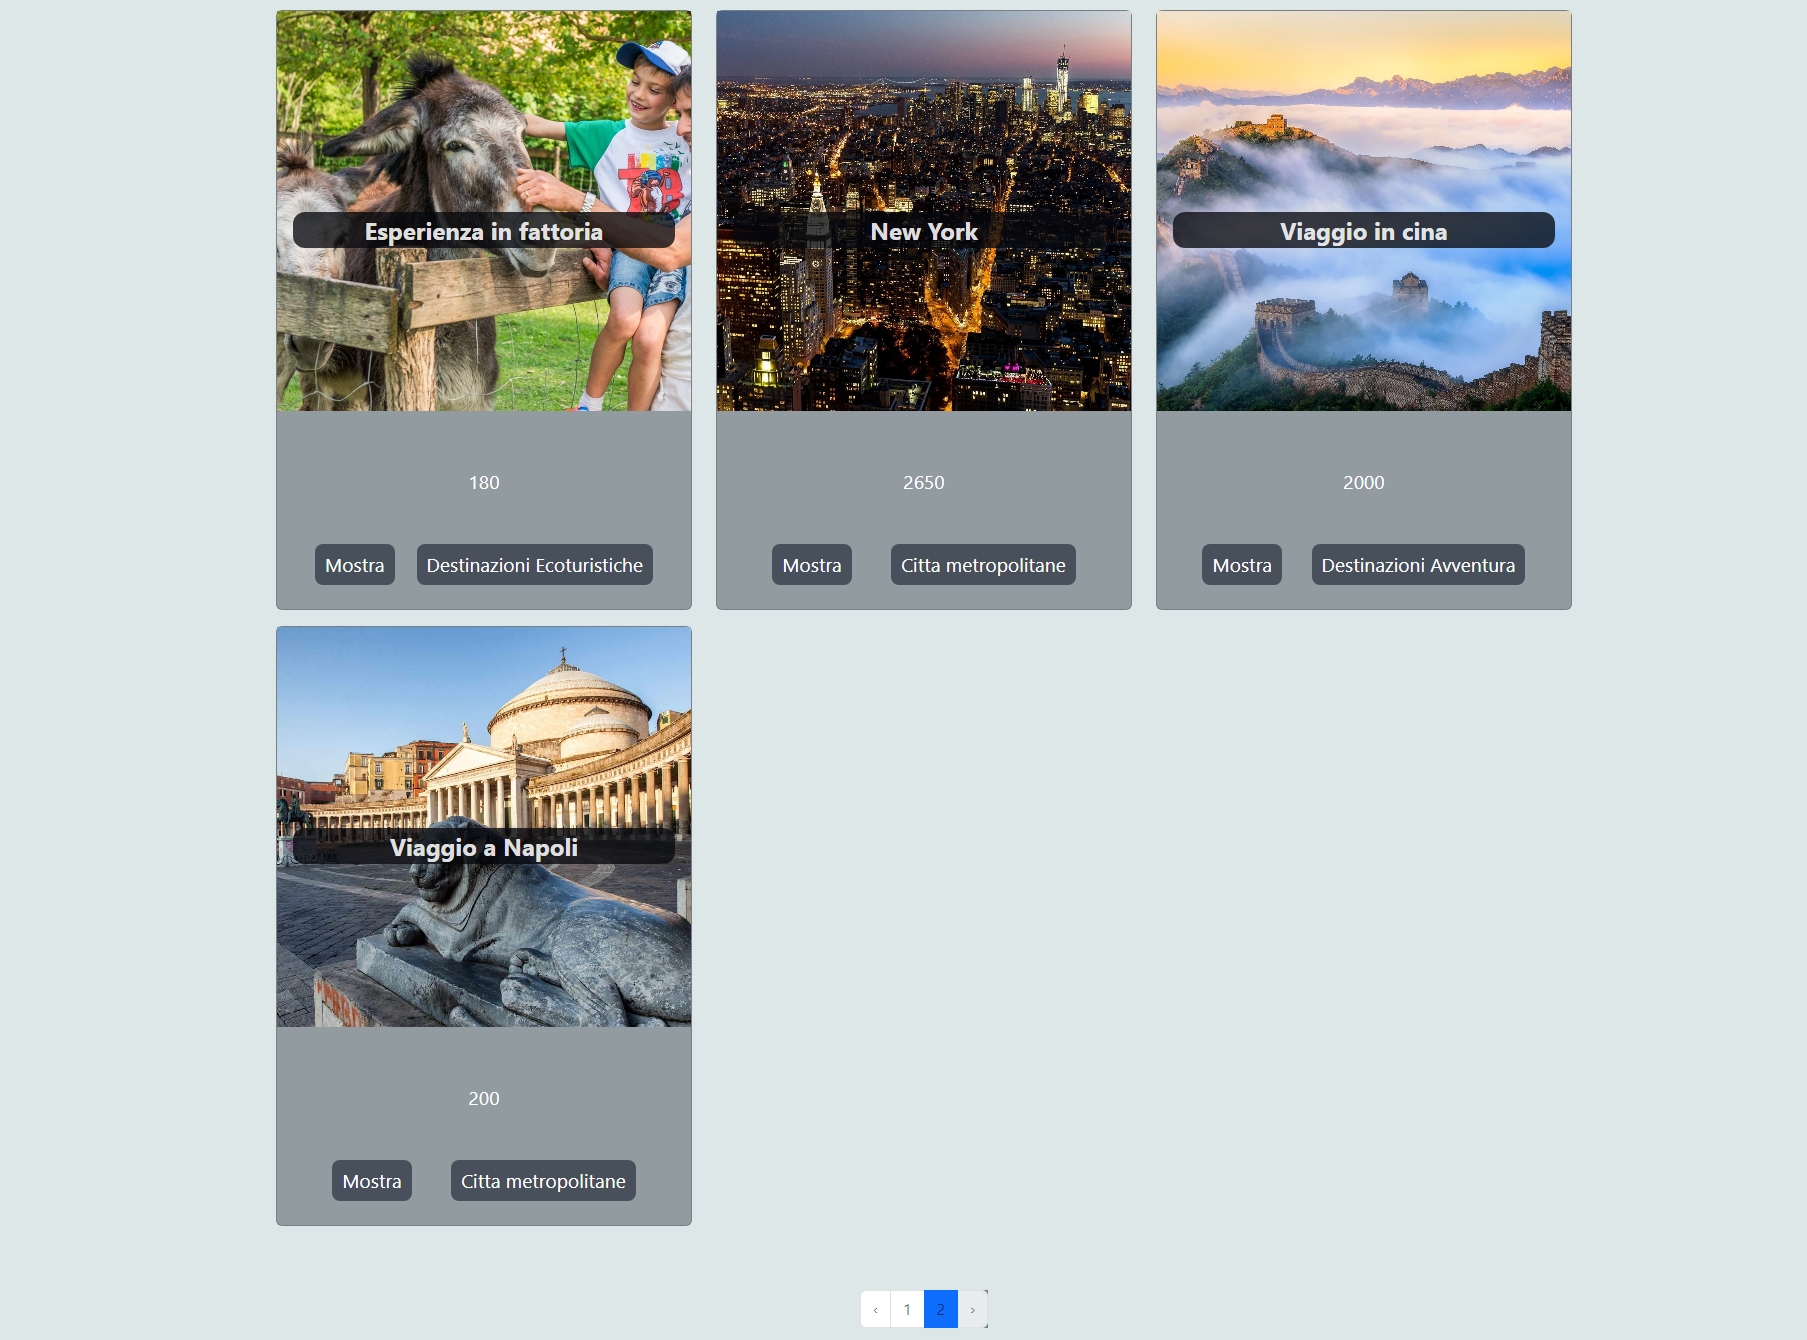 Esperienza in fattoria
180
Mostra
Destinazioni Ecoturistiche
New York
2650
Mostra
Citta metropolitane
Viaggio in cina
2000
Mostra
Destinazioni Avventura
Viaggio a Napoli
200
Mostra
Citta metropolitane
‹ 1 2 ›